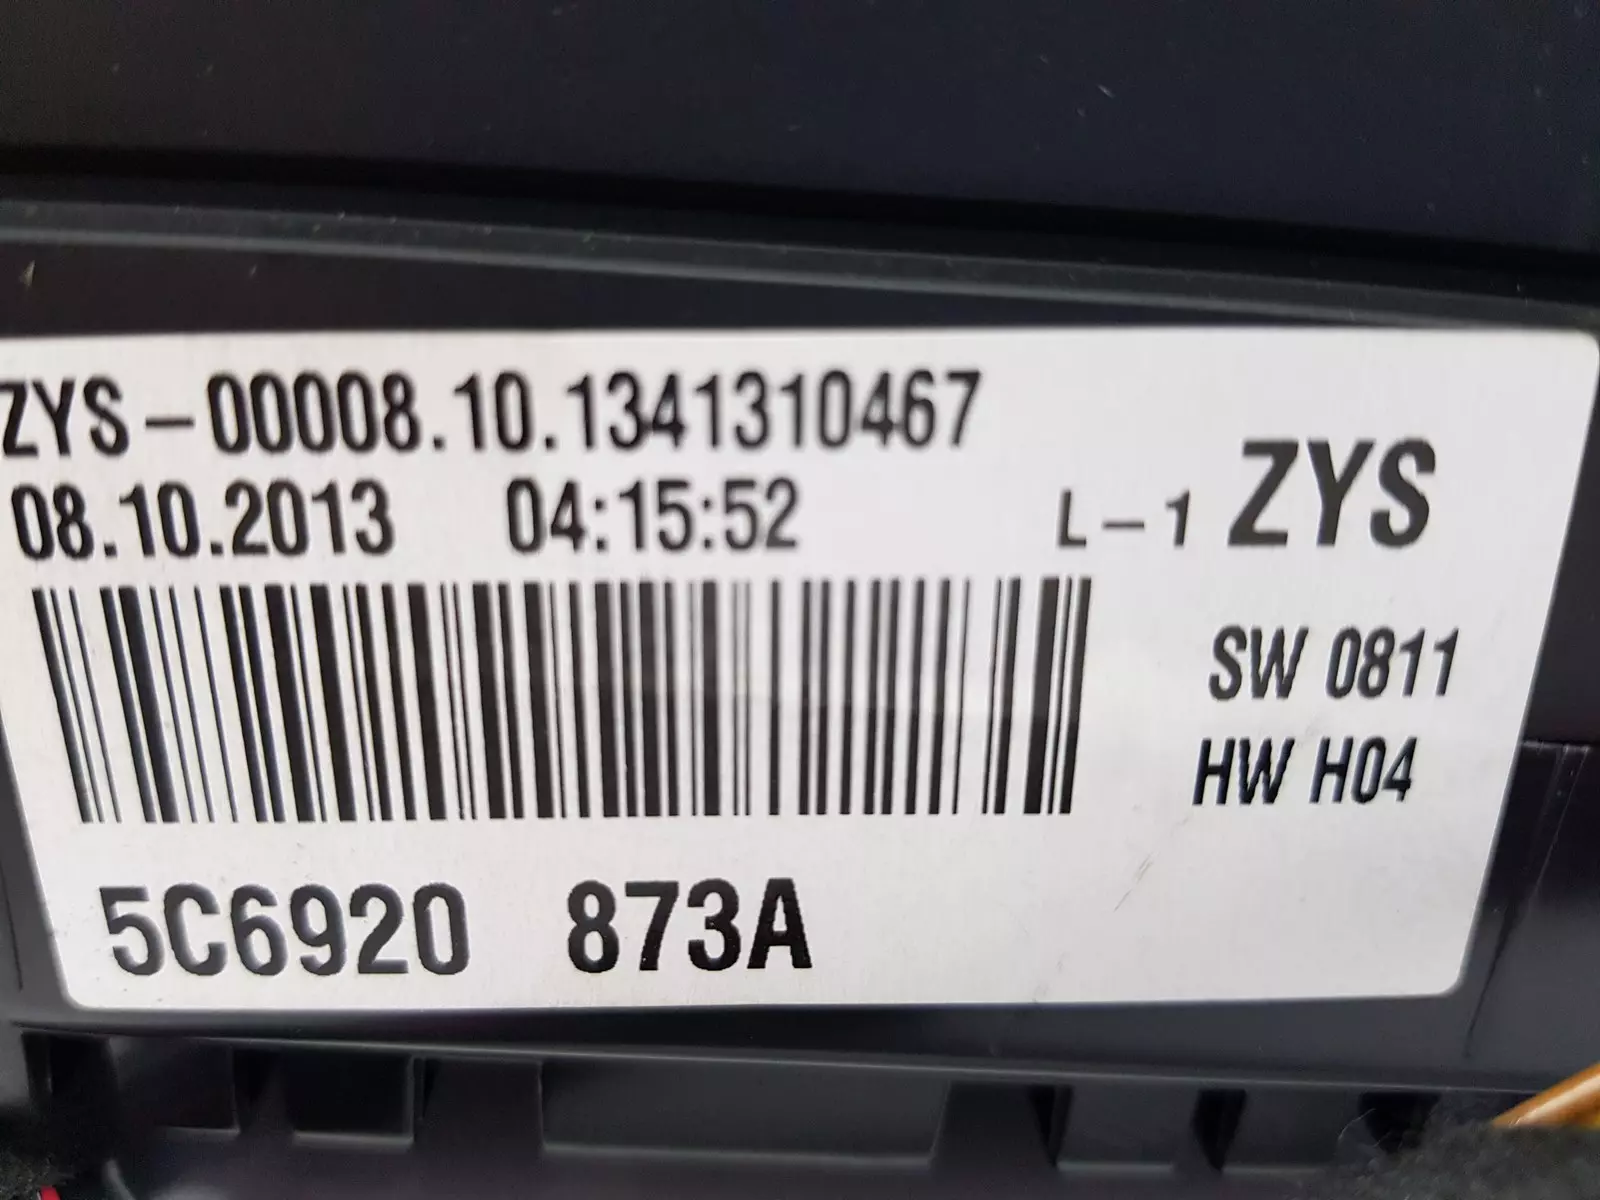 ZYS-00008.10.1341310467
08.10.2013 04:15:52 L-1 ZYS
SW 0811
HW H04
5C6920 873A